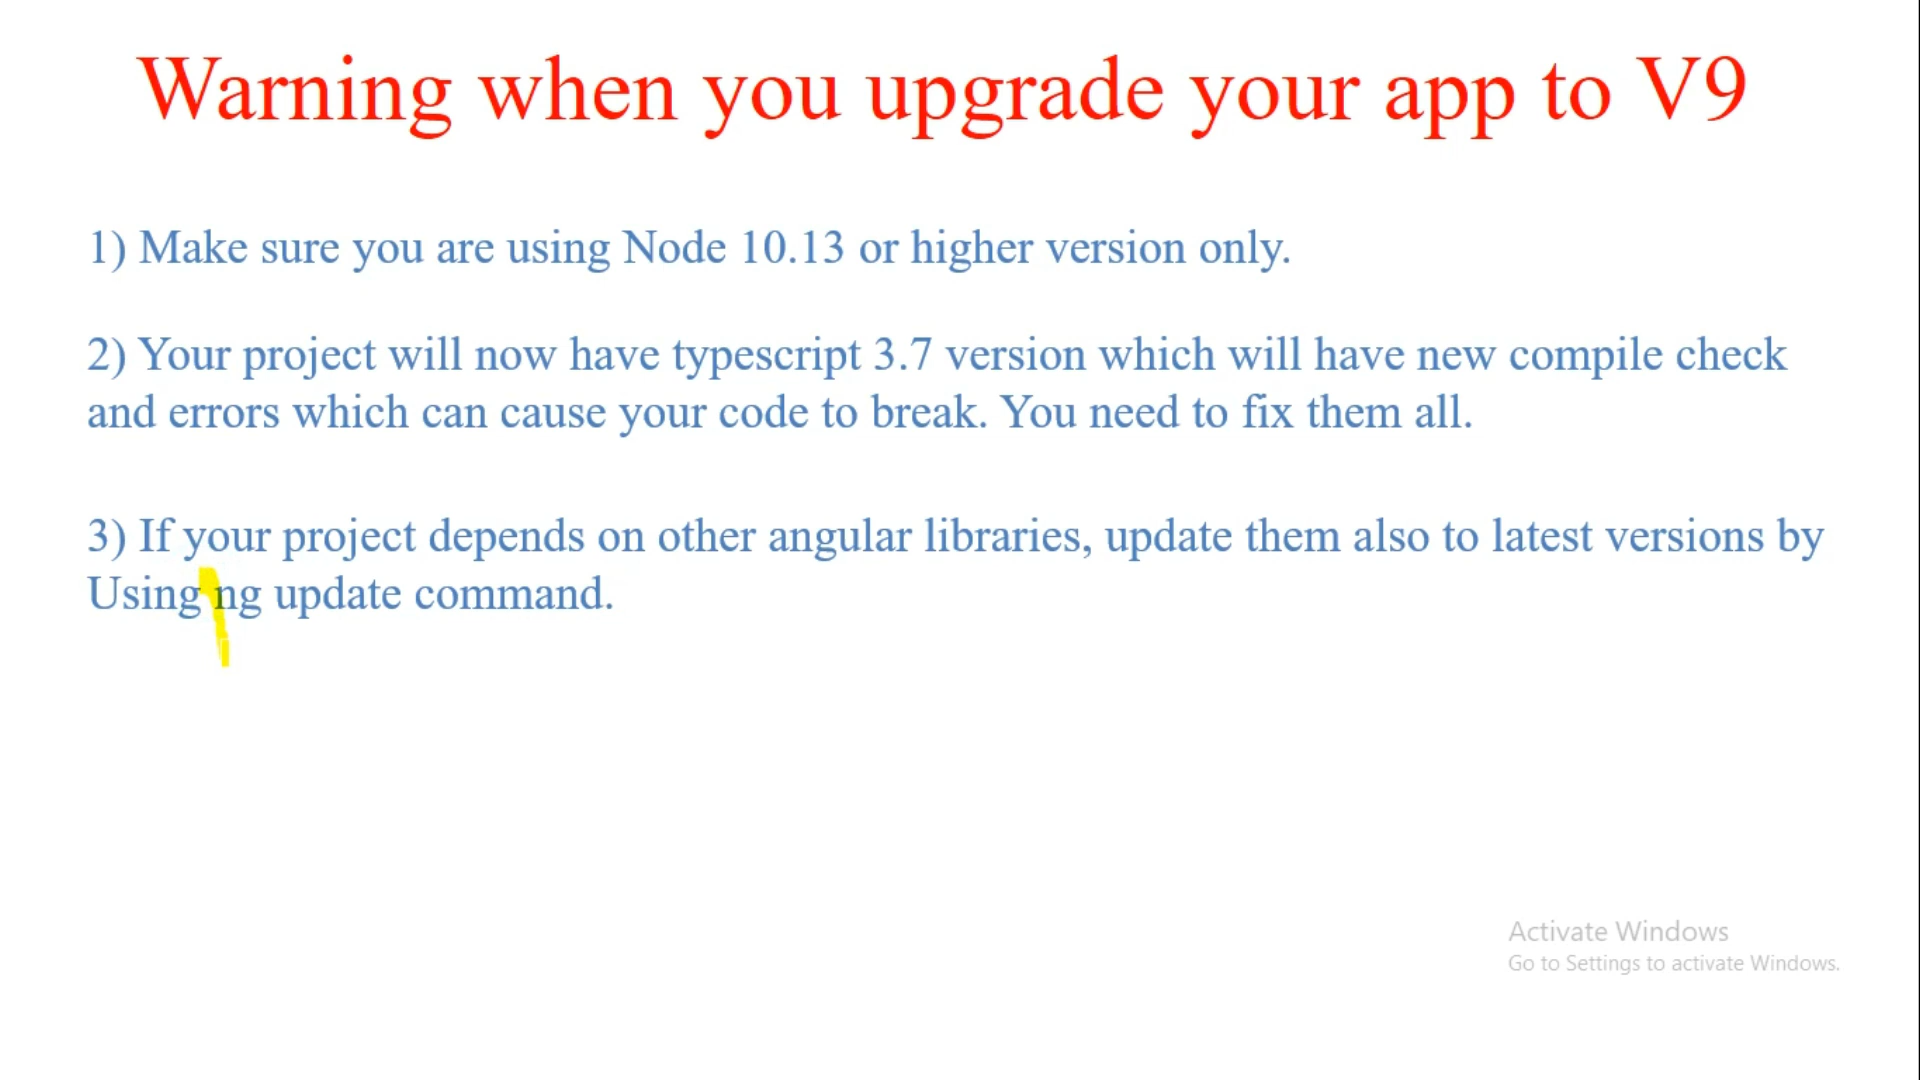 Warning when you upgrade your app to V9
1) Make sure you are using Node 10.13 or higher version only.
2) Your project will now have typescript 3.7 version which will have new compile check
and errors which can cause your code to break. You need to fix them all.
3) If your project depends on other angular libraries, update them also to latest versions by
Using ng update command.
Activate Windows
Go to Settings to activate Windows.